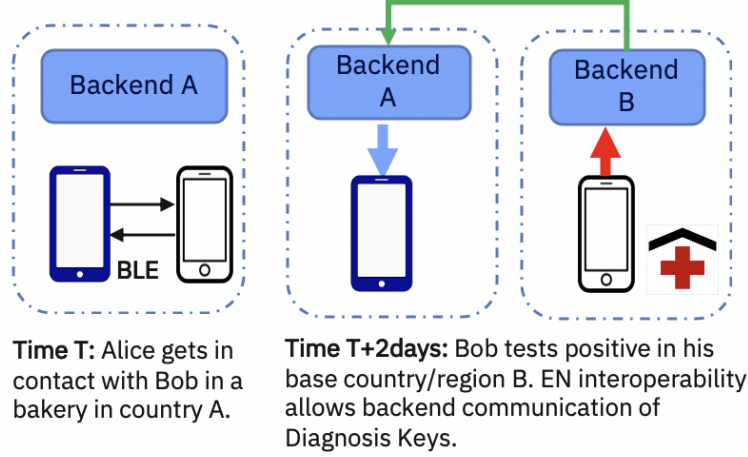 Backend A
BLE
Time T: Alice gets in
contact with Bob in a
bakery in country A.
Backend
A
Backend
B
Time T+2days: Bob tests positive in his
base country/region B. EN interoperability
allows backend communication of
Diagnosis Keys.